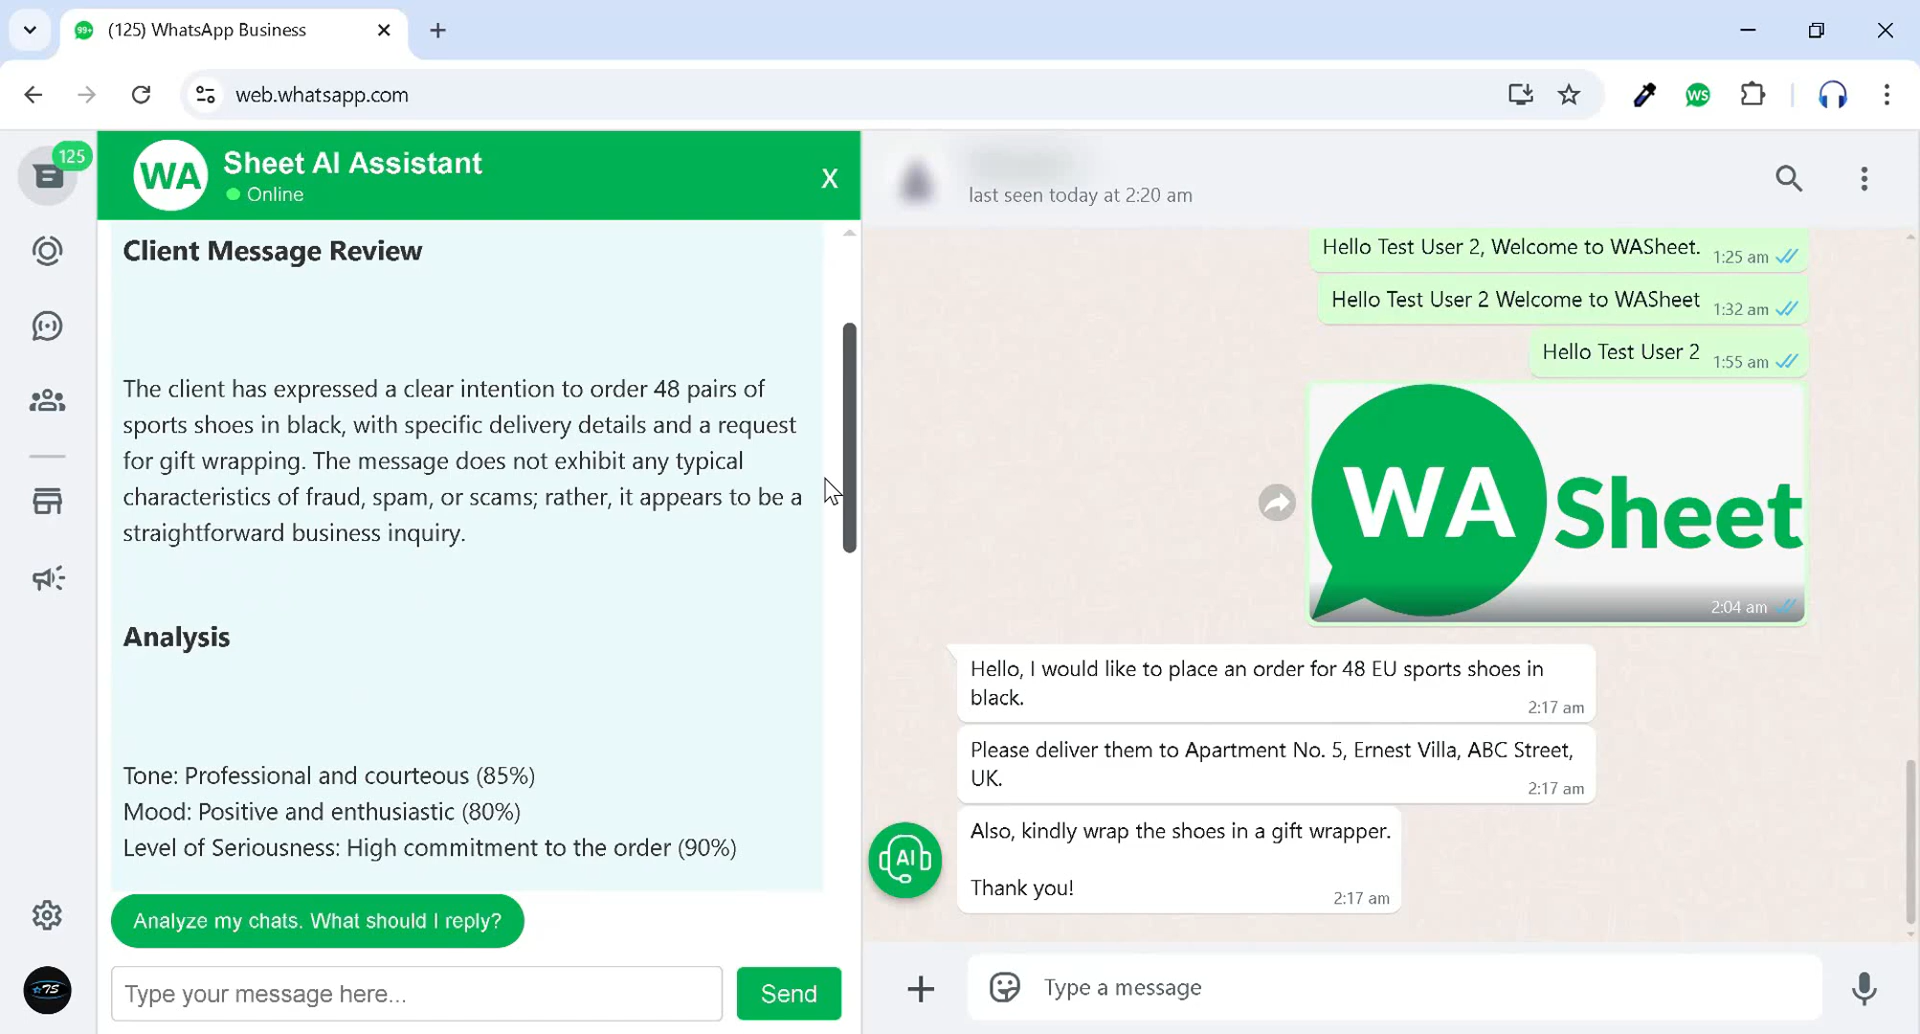 99+
(125) WhatsApp Business
web.whatsapp.com
WS
125
WA
Sheet AI Assistant
Online
X
Client Message Review
The client has expressed a clear intention to order 48 pairs of
sports shoes in black, with specific delivery details and a request
for gift wrapping. The message does not exhibit any typical
characteristics of fraud, spam, or scams; rather, it appears to be a
straightforward business inquiry.
Analysis
Tone: Professional and courteous (85%)
Mood: Positive and enthusiastic (80%)
Level of Seriousness: High commitment to the order (90%)
Analyze my chats. What should I reply?
Type your message here...
Send
last seen today at 2:20 am
Hello Test User 2, Welcome to WASheet.
1:25 am
Hello Test User 2 Welcome to WASheet
1:32 am
Hello Test User 2
1:55 am
WA Sheet
2:04 am
Hello, I would like to place an order for 48 EU sports shoes in
black.
2:17 am
Please deliver them to Apartment No. 5, Ernest Villa, ABC Street,
UK.
2:17 am
Also, kindly wrap the shoes in a gift wrapper.
Thank you!
2:17 am
AI
Type a message